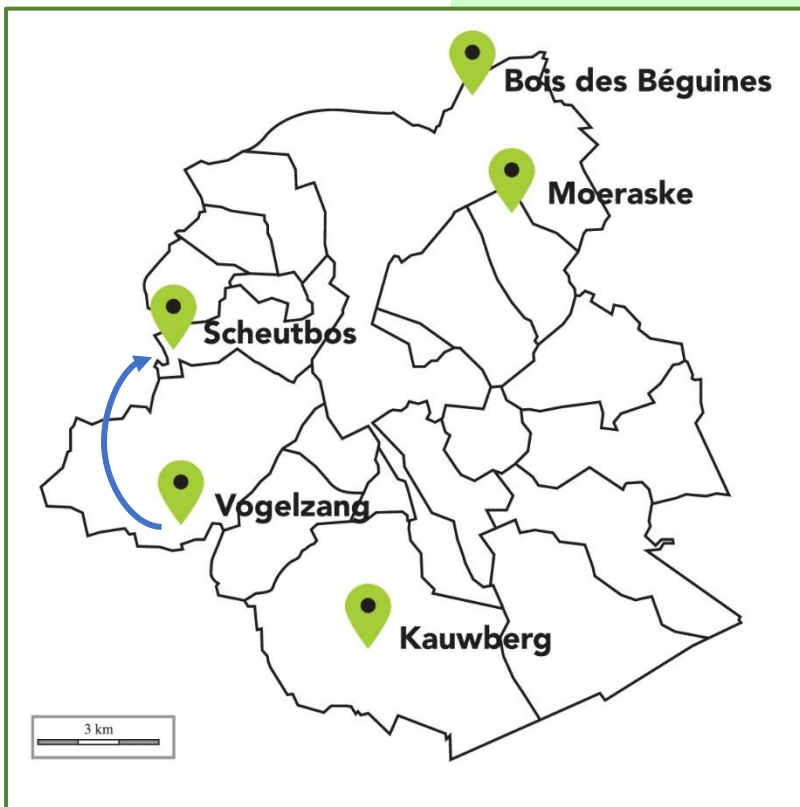 Bois des Béguines
Moeraske
Scheutbos
Vogelzang
Kauwberg
3 km